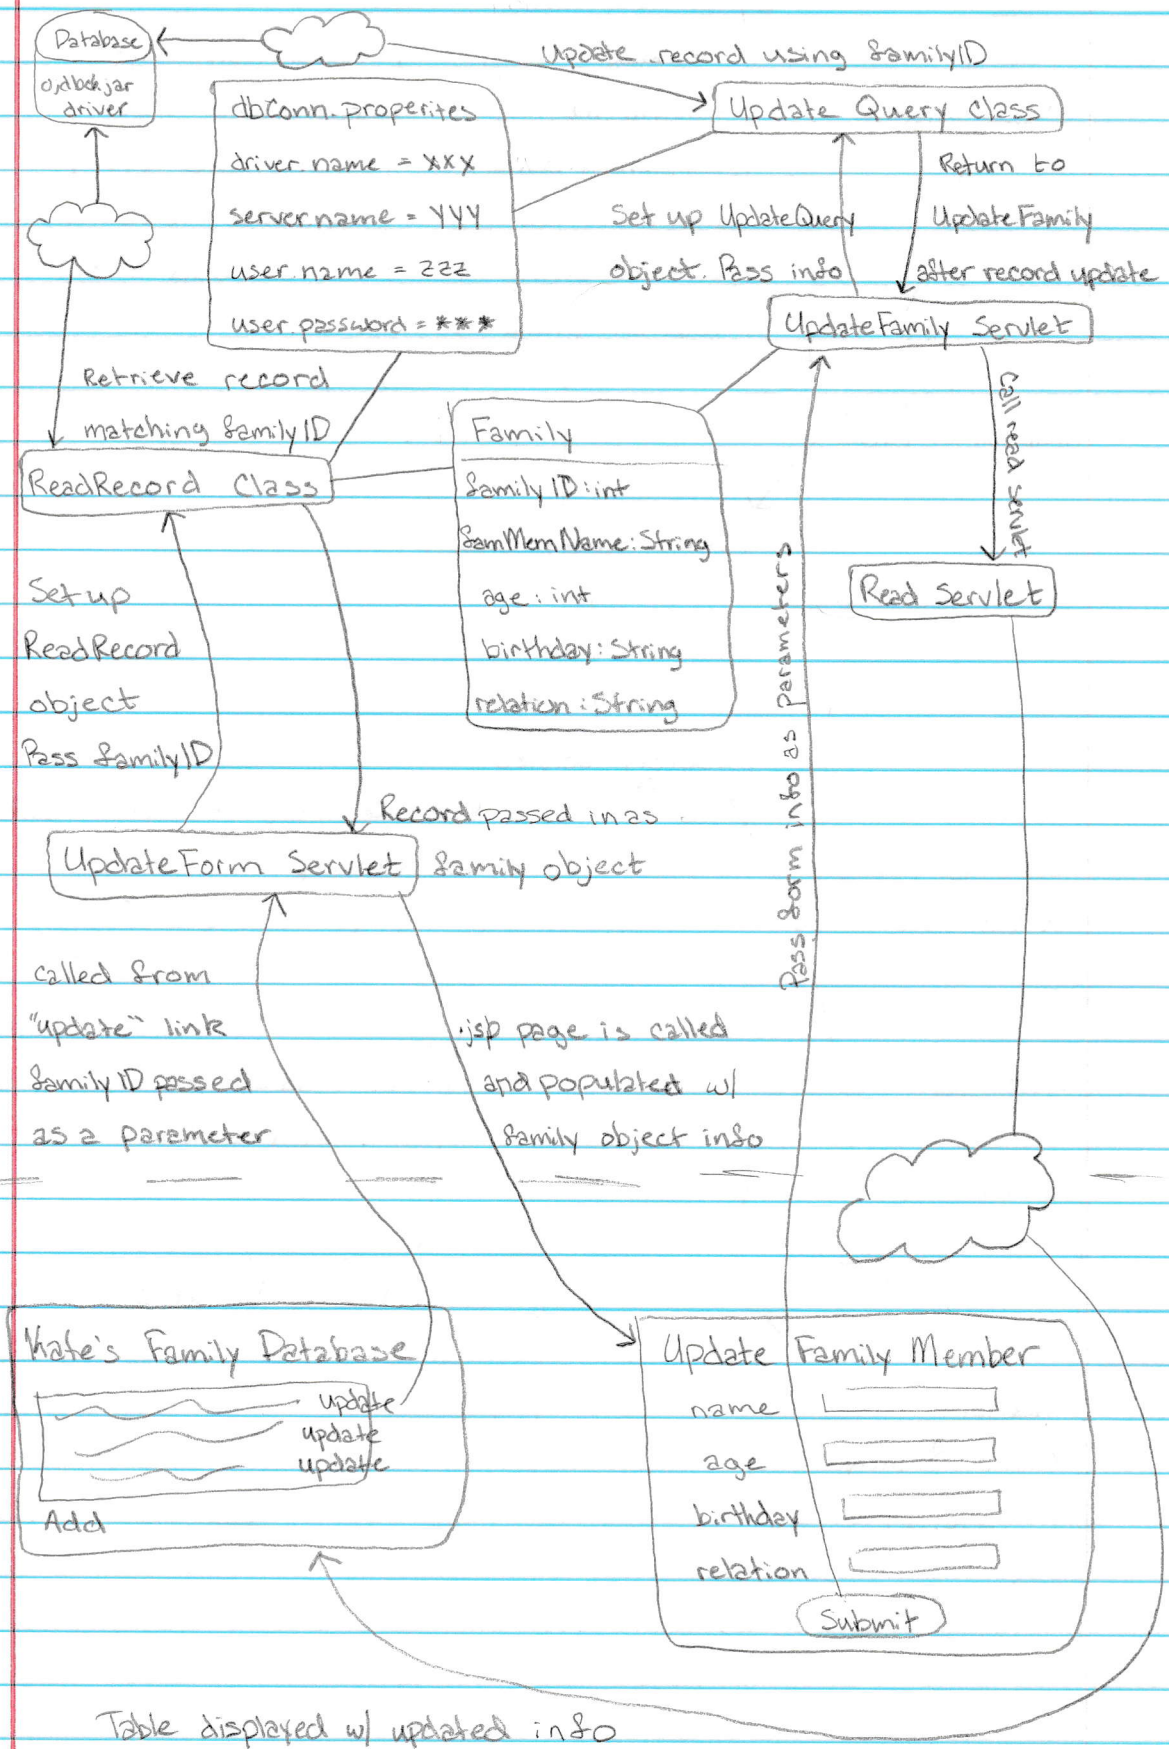 Database
ojdbc6.jar
driver
Update record using familyID
dbConn.properites
driver.name = xxx
server.name = YYY
user.name = ZZZ
user.password = ***
Update Query Class
Return to
UpdateFamily
after record update
Set up UpdateQuery
object. Pass info
UpdateFamily Servlet
Call read servlet
Read Servlet
Retrieve record
matching familyID
ReadRecord Class
Family
familyID:int
famMemName:String
age: int
birthday: String
relation: String
Pass form info as parameters
Set up
ReadRecord
object
Pass familyID
Record passed in as
family object
UpdateForm Servlet
called from
"update" link
familyID passed
as a parameter
.jsp page is called
and populated w/
family object info
Kate's Family Database
update
update
update
Add
Update Family Member
name
age
birthday
relation
Submit
Table displayed w/ updated info